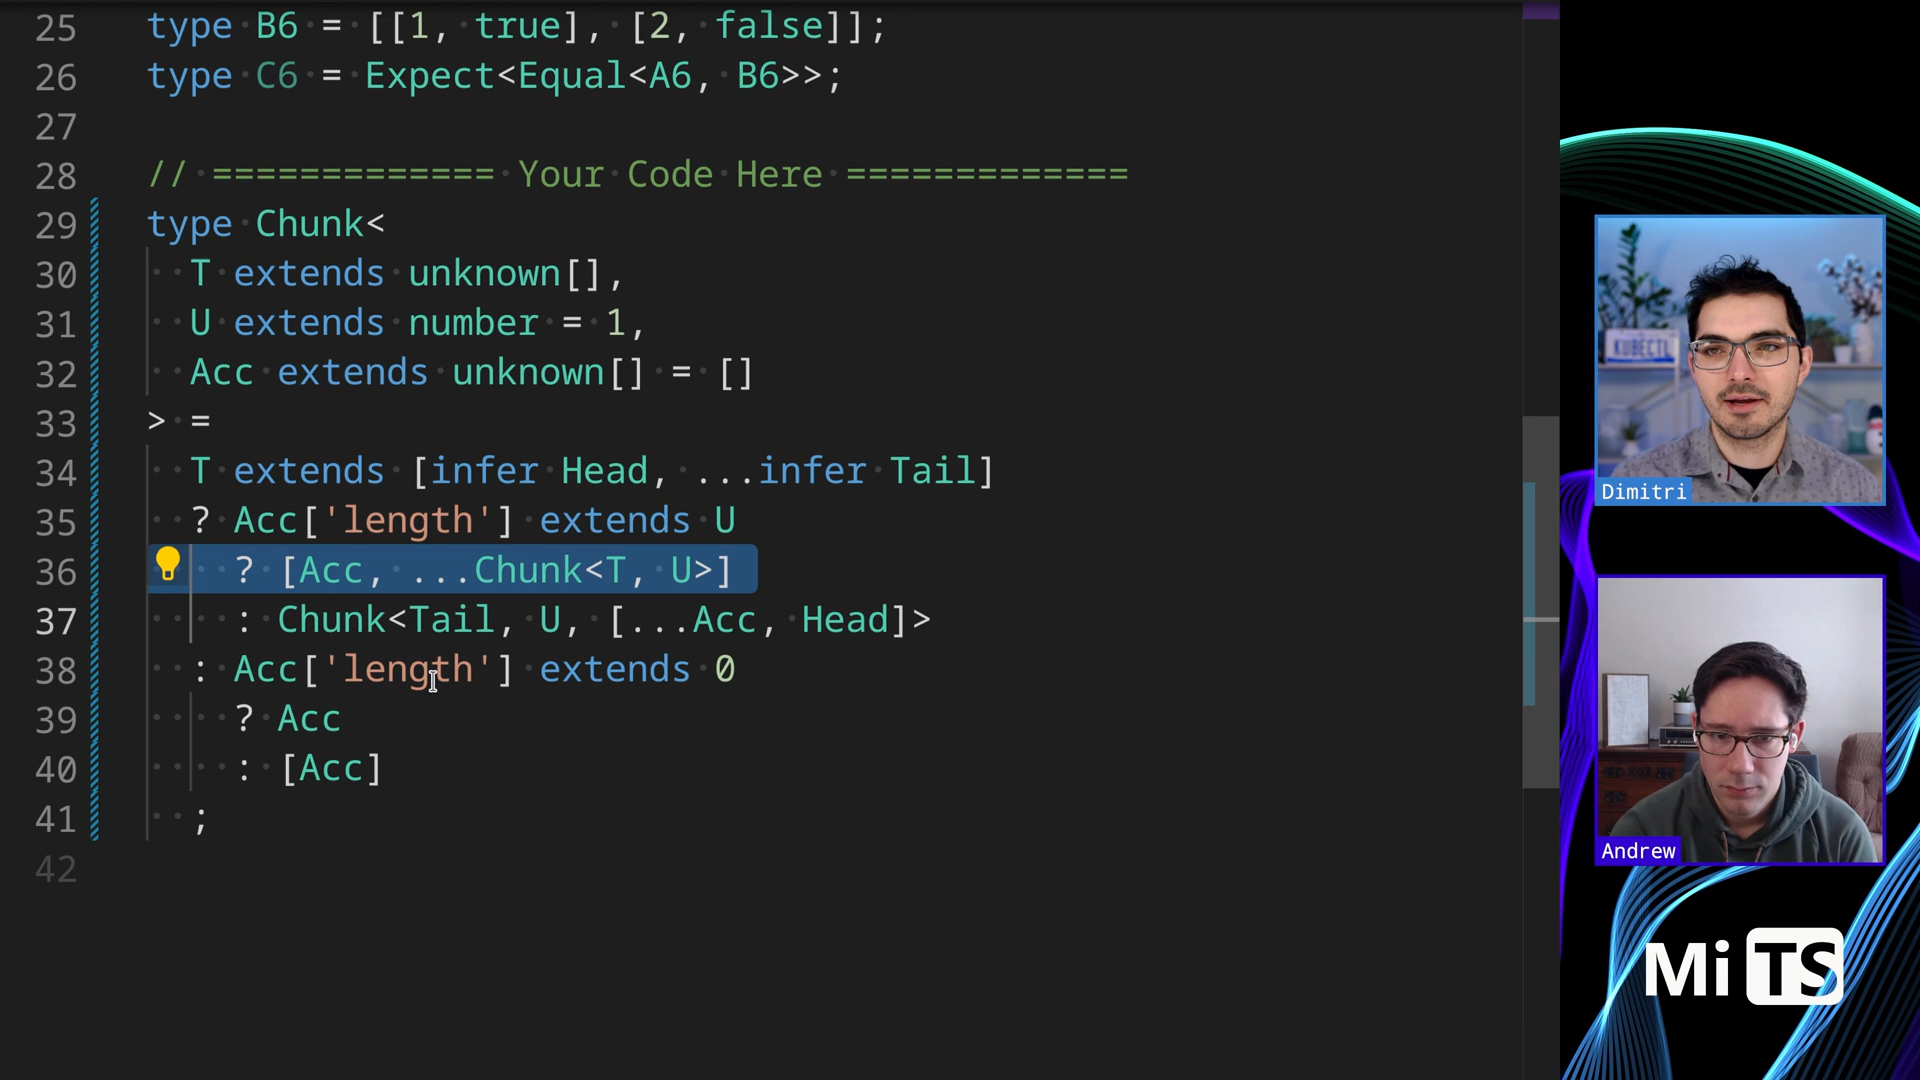 25 type B6 = [[1, true], [2, false]];
26 type C6 = Expect<Equal<A6, B6>>;
27
28 // ============= Your Code Here =============
29 type Chunk<
30   T extends unknown[],
31   U extends number = 1,
32   Acc extends unknown[] = []
33 > =
34   T extends [infer Head, ...infer Tail]
35   ? Acc['length'] extends U
36     ? [Acc, ...Chunk<T, U>]
37     : Chunk<Tail, U, [...Acc, Head]>
38   : Acc['length'] extends 0
39     ? Acc
40     : [Acc]
41   ;
42
KUBECTL
Dimitri
Andrew
Mi TS